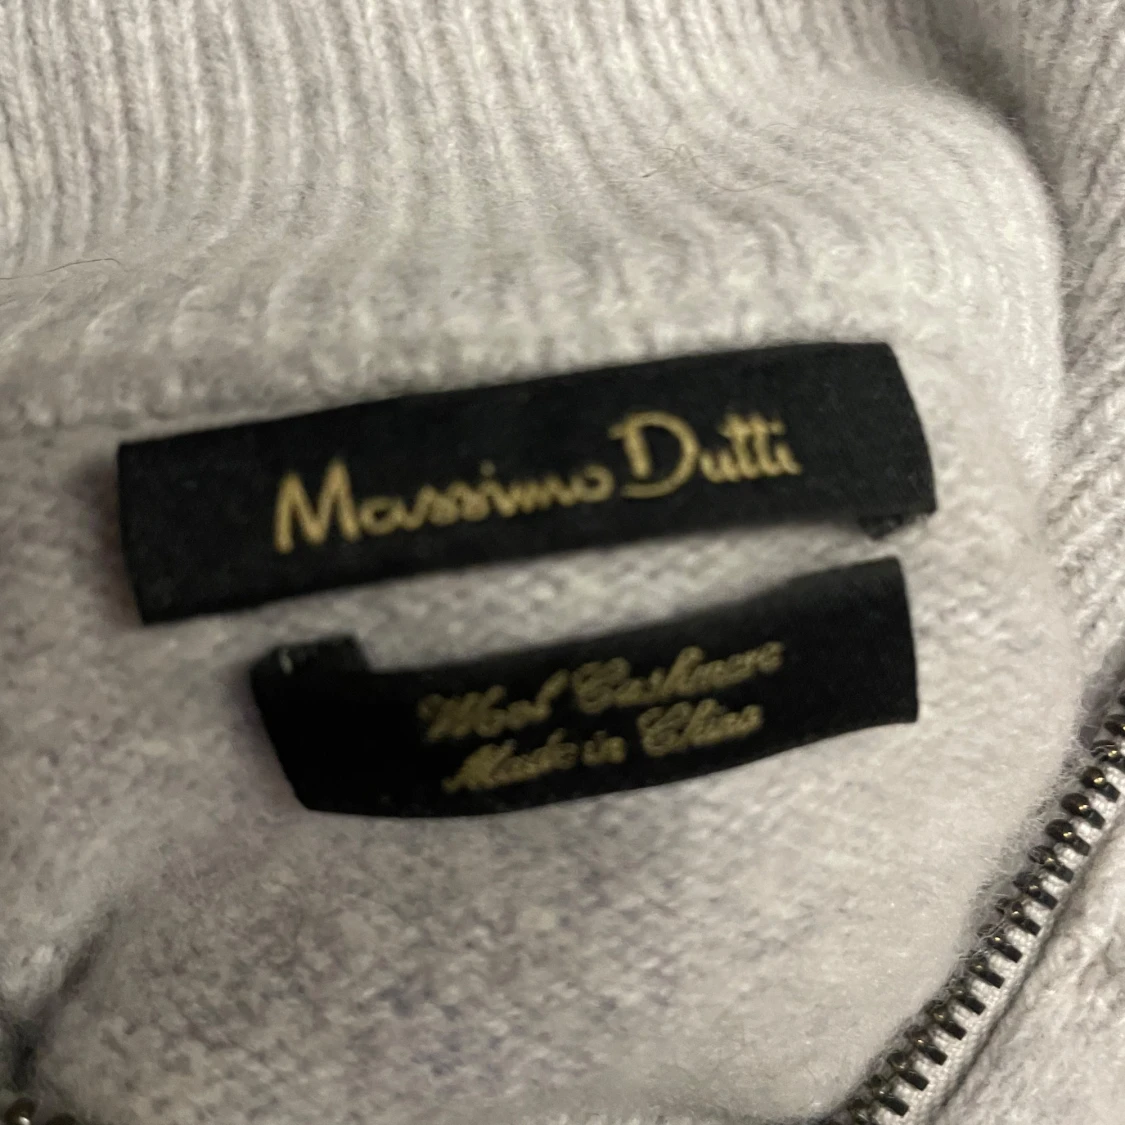 Massimo Dutti
Wool Cashmere
Made in China